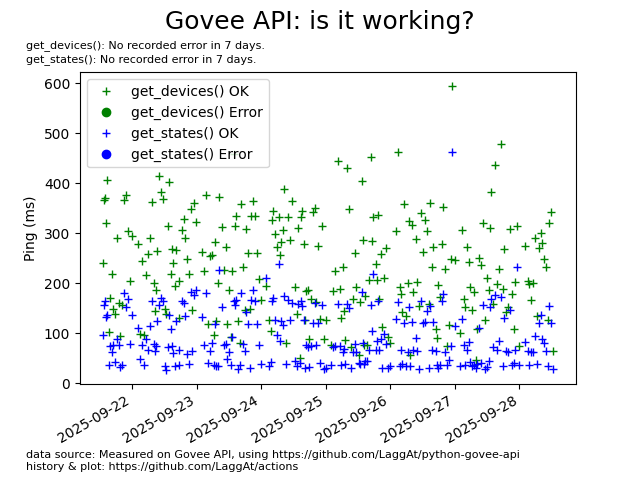 Govee API: is it working?
get_devices(): No recorded error in 7 days.
get_states(): No recorded error in 7 days.
get_devices() OK
get_devices() Error
get_states() OK
get_states() Error
Ping (ms)
600
500
400
300
200
100
0
2025-09-22
2025-09-23
2025-09-24
2025-09-25
2025-09-26
2025-09-27
2025-09-28
data source: Measured on Govee API, using https://github.com/LaggAt/python-govee-api
history & plot: https://github.com/LaggAt/actions